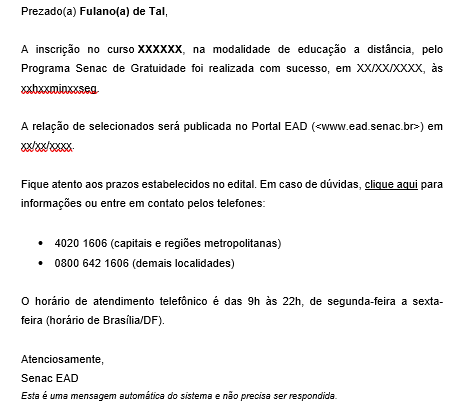 Prezado(a) Fulano(a) de Tal,
A inscrição no curso XXXXXX, na modalidade de educação a distância, pelo
Programa Senac de Gratuidade foi realizada com sucesso, em XX/XX/XXXX, às
xxhxxminxxseg.
A relação de selecionados será publicada no Portal EAD (<www.ead.senac.br>) em
xx/xx/xxxx.
Fique atento aos prazos estabelecidos no edital. Em caso de dúvidas, clique aqui para
informações ou entre em contato pelos telefones:
• 4020 1606 (capitais e regiões metropolitanas)
• 0800 642 1606 (demais localidades)
O horário de atendimento telefônico é das 9h às 22h, de segunda-feira a sexta-
feira (horário de Brasília/DF).
Atenciosamente,
Senac EAD
Esta é uma mensagem automática do sistema e não precisa ser respondida.